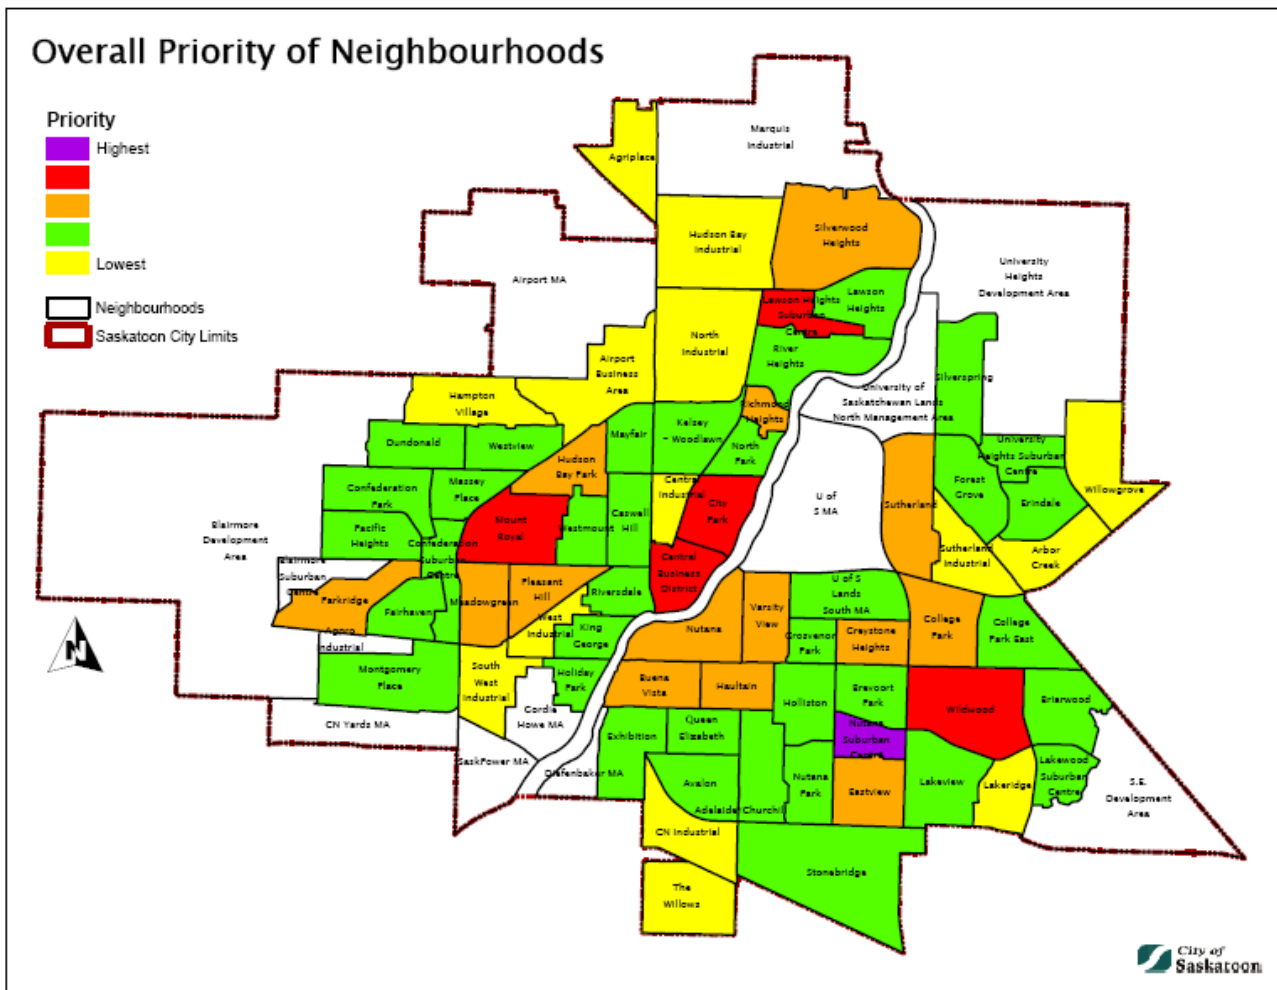 Overall Priority of Neighbourhoods
Priority
Highest
Lowest
Neighbourhoods
Saskatoon City Limits
Marquis
Industrial
Agriplace
Hudson Bay
Industrial
Silverwood
Heights
University
Heights
Development Area
Airport MA
Lawson Heights
Suburban
Centre
Lawson
Heights
North
Industrial
River
Heights
Airport
Business
Area
Silverspring
University of
Saskatchewan Lands
North Management Area
Hampton
Village
Richmond
Heights
Mayfair
Kelsey
- Woodlawn
North
Park
Dundonald
Westview
Hudson
Bay Park
University
Heights Suburban
Centre
Forest
Grove
Willowgrove
Erindale
Confederation
Park
Massey
Place
Central
Industrial
City
Park
U of
S MA
Sutherland
Blairmore
Development
Area
Pacific
Heights
Mount
Royal
Westmount
Caswell
Hill
Confederation
Suburban
Centre
Sutherland
Industrial
Arbor
Creek
Blairmore
Suburban
Centre
Central
Business
District
Parkridge
Fairhaven
Meadowgreen
Pleasant
Hill
Riversdale
U of S
Lands
South MA
Varsity
View
Nutana
College
Park
College
Park East
Agpro
Industrial
West
Industrial
King
George
Grosvenor
Park
Greystone
Heights
Montgomery
Place
South
West
Industrial
Holiday
Park
Buena
Vista
Haultain
Holliston
Brevoort
Park
Wildwood
Briarwood
CN Yards MA
Gordie
Howe MA
Exhibition
Queen
Elizabeth
Nutana
Suburban
Centre
SaskPower MA
Diefenbaker MA
Avalon
Adelaide/Churchill
Nutana
Park
Eastview
Lakeview
Lakeridge
Lakewood
Suburban
Centre
S.E.
Development
Area
CN Industrial
Stonebridge
The
Willows
City of
Saskatoon